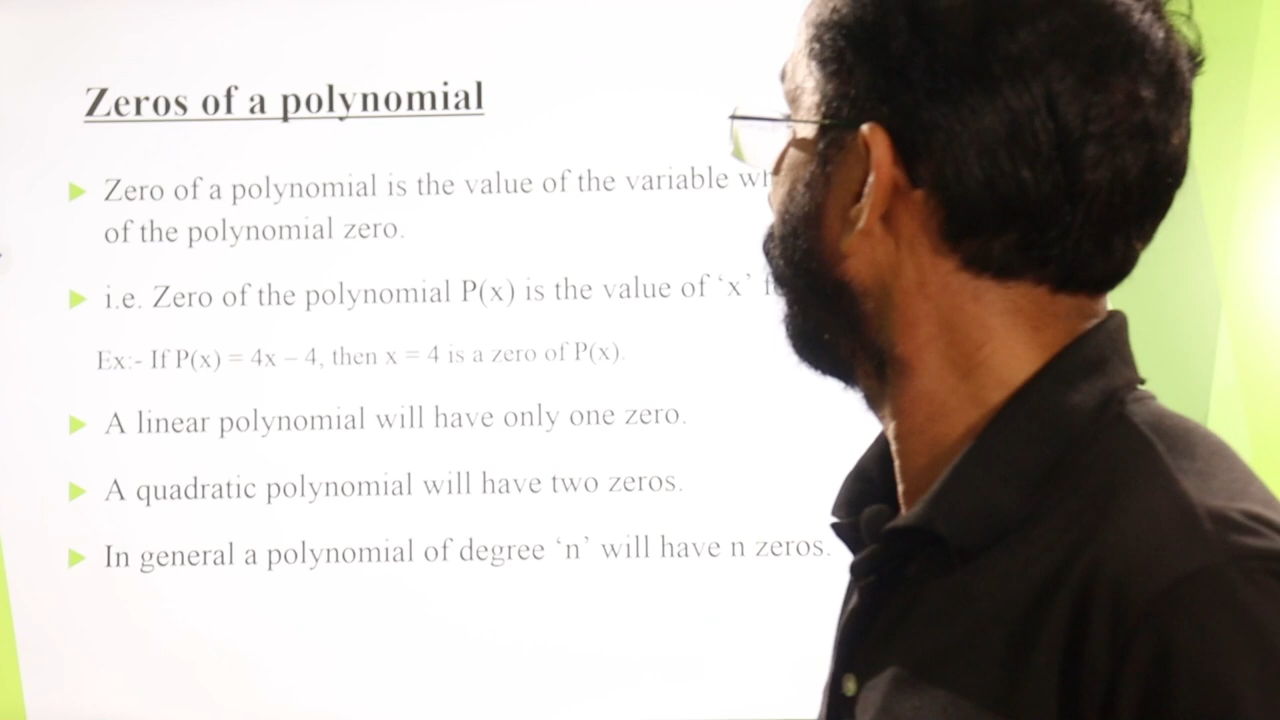 Zeros of a polynomial
Zero of a polynomial is the value of the variable
of the polynomial zero.
i.e. Zero of the polynomial P(x) is the value of ‘x’
Ex:- If P(x) = 4x – 4, then x = 4 is a zero of P(x).
A linear polynomial will have only one zero.
A quadratic polynomial will have two zeros.
In general a polynomial of degree ‘n’ will have n zeros.